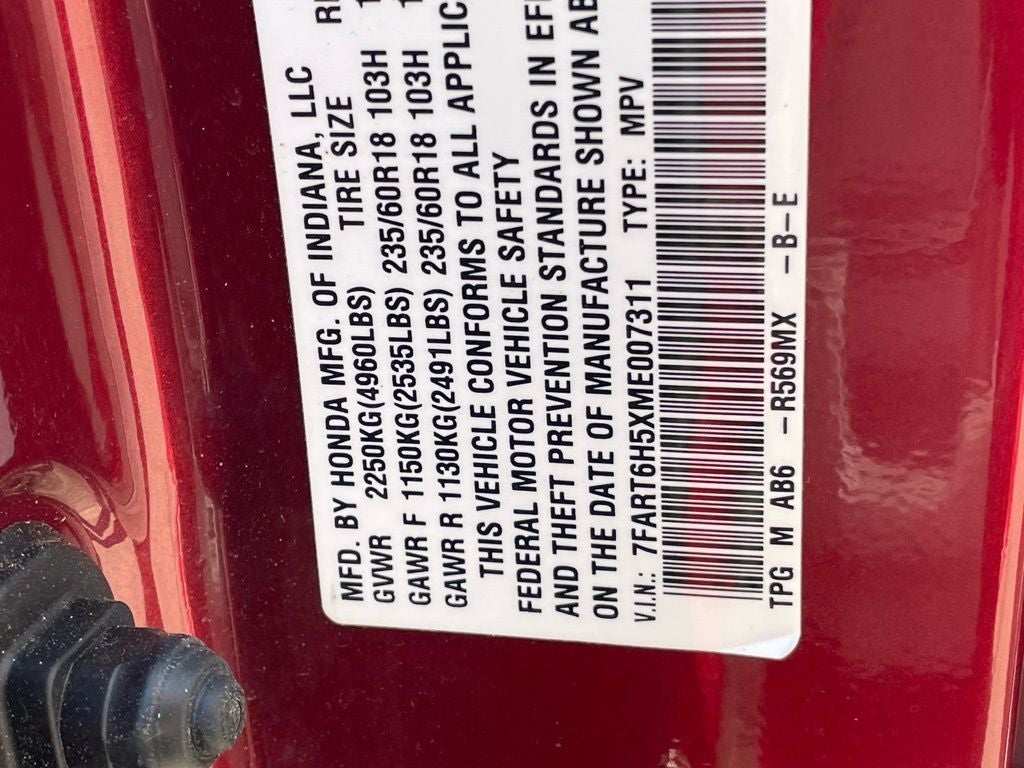 MFD. BY HONDA MFG. OF INDIANA, LLC
TIRE SIZE
GVWR 2250KG(4960LBS)
GAWR F 1150KG(2535LBS) 235/60R18 103H
GAWR R 1130KG(2491LBS) 235/60R18 103H
THIS VEHICLE CONFORMS TO ALL APPLIC
FEDERAL MOTOR VEHICLE SAFETY
AND THEFT PREVENTION STANDARDS IN EF
ON THE DATE OF MANUFACTURE SHOWN AB
V.I.N.: 7FART6H5XME007311 TYPE: MPV
TPG M AB6 -R569MX -B-E